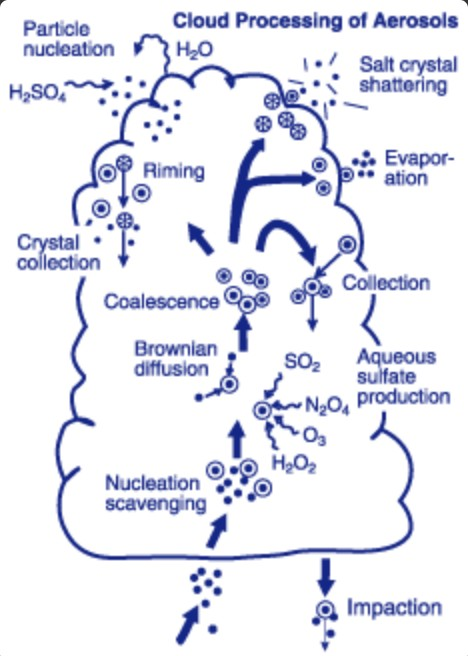 Cloud Processing of Aerosols
Particle
nucleation
H₂O
H₂SO₄
Salt crystal
shattering
Riming
Evapor-
ation
Crystal
collection
Collection
Coalescence
Brownian
diffusion
SO₂
Aqueous
sulfate
production
N₂O₄
O₃
H₂O₂
Nucleation
scavenging
Impaction